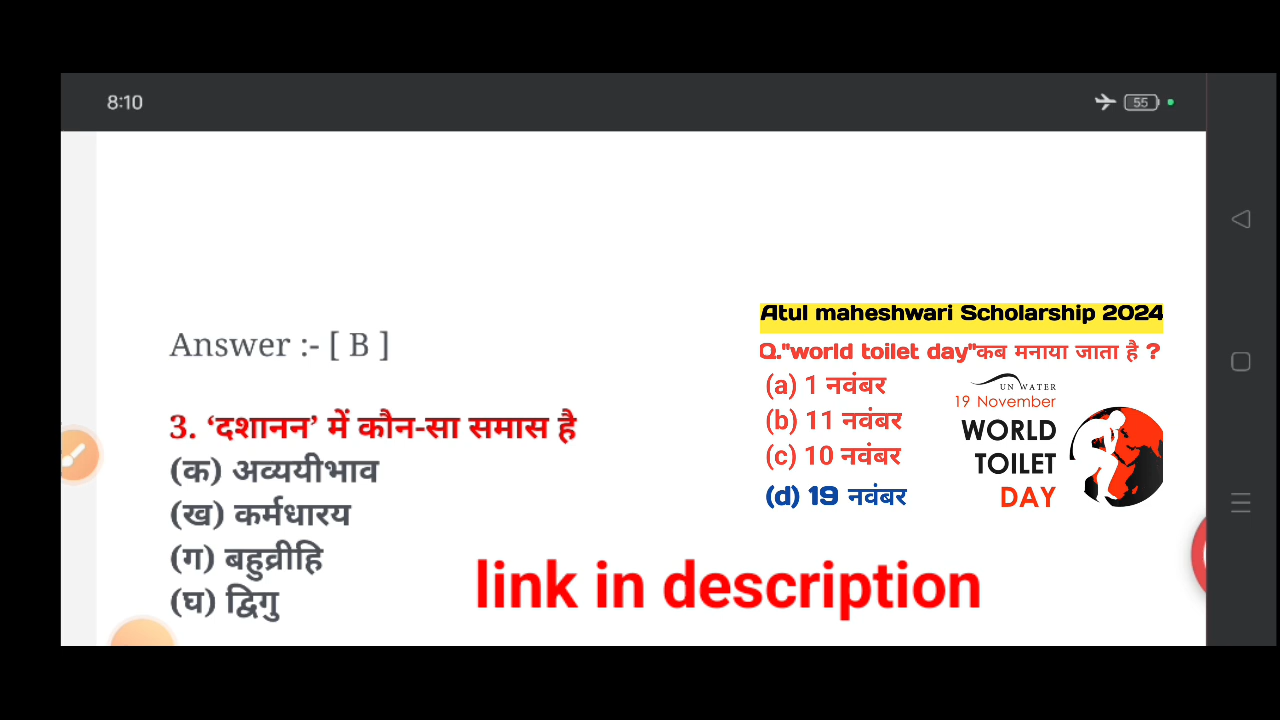 8:10
55
Answer :- [ B ]
3. ‘दशानन’ में कौन-सा समास है
(क) अव्ययीभाव
(ख) कर्मधारय
(ग) बहुव्रीहि
(घ) द्विगु
Atul maheshwari Scholarship 2024
Q."world toilet day"कब मनाया जाता है ?
(a) 1 नवंबर
(b) 11 नवंबर
(c) 10 नवंबर
(d) 19 नवंबर
UN WATER
19 November
WORLD
TOILET
DAY
link in description